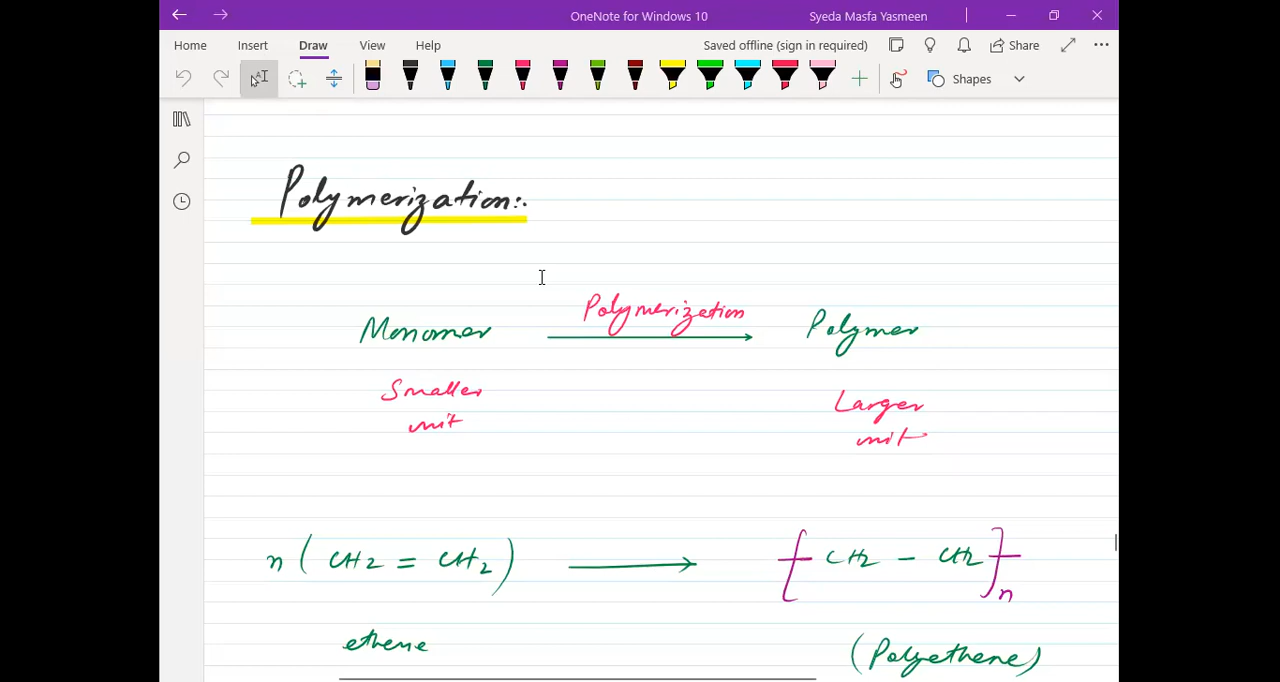 OneNote for Windows 10
Syeda Masfa Yasmeen
Home Insert Draw View Help
Saved offline (sign in required)
Share
Shapes
Polymerization:.
Monomer Polymerization Polymer
Smaller unit
Larger unit
n ( CH2 = CH2 ) → [ CH2 – CH2 ]n
ethene
(Polyethene)